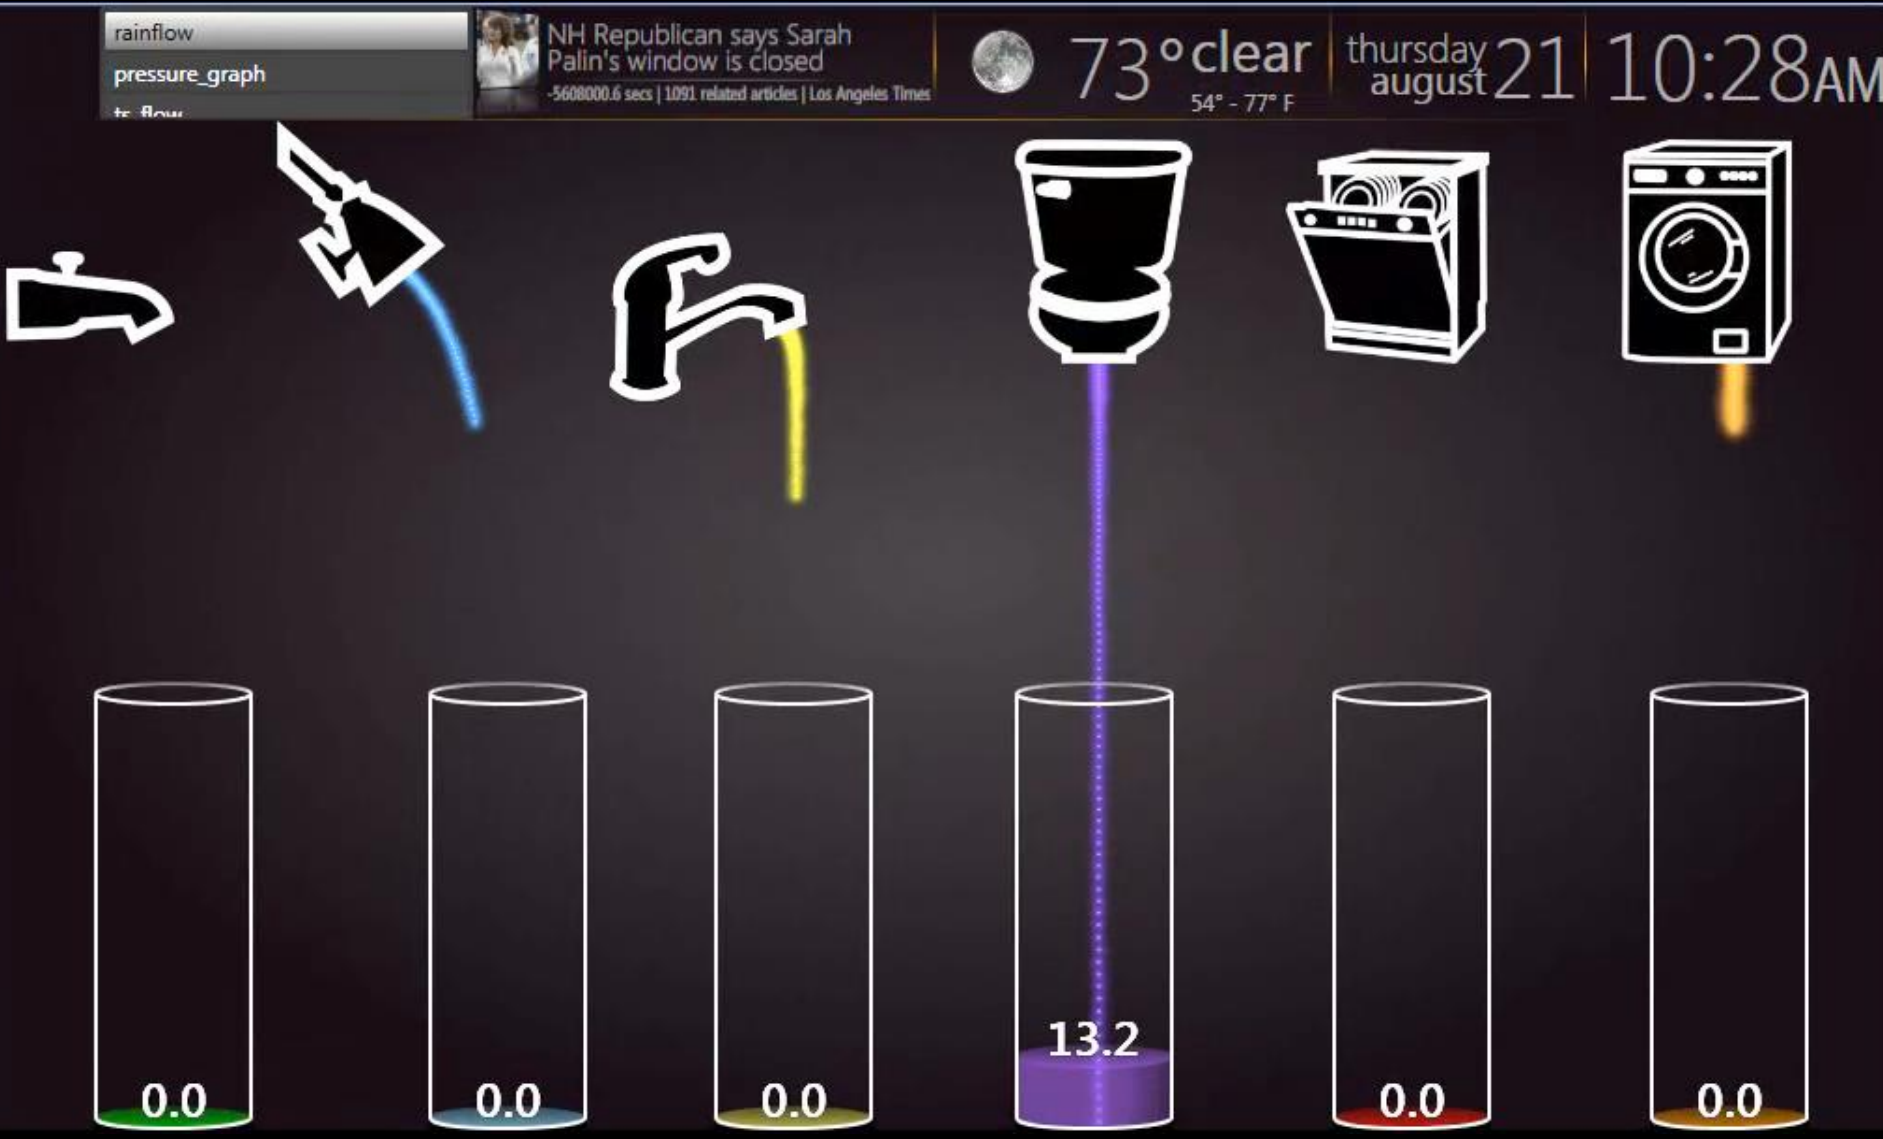 rainflow
pressure_graph
ts_flow
NH Republican says Sarah
Palin's window is closed
-5608000.6 secs | 1091 related articles | Los Angeles Times
73° clear
54° - 77° F
thursday
august 21
10:28AM
13.2
0.0
0.0
0.0
0.0
0.0